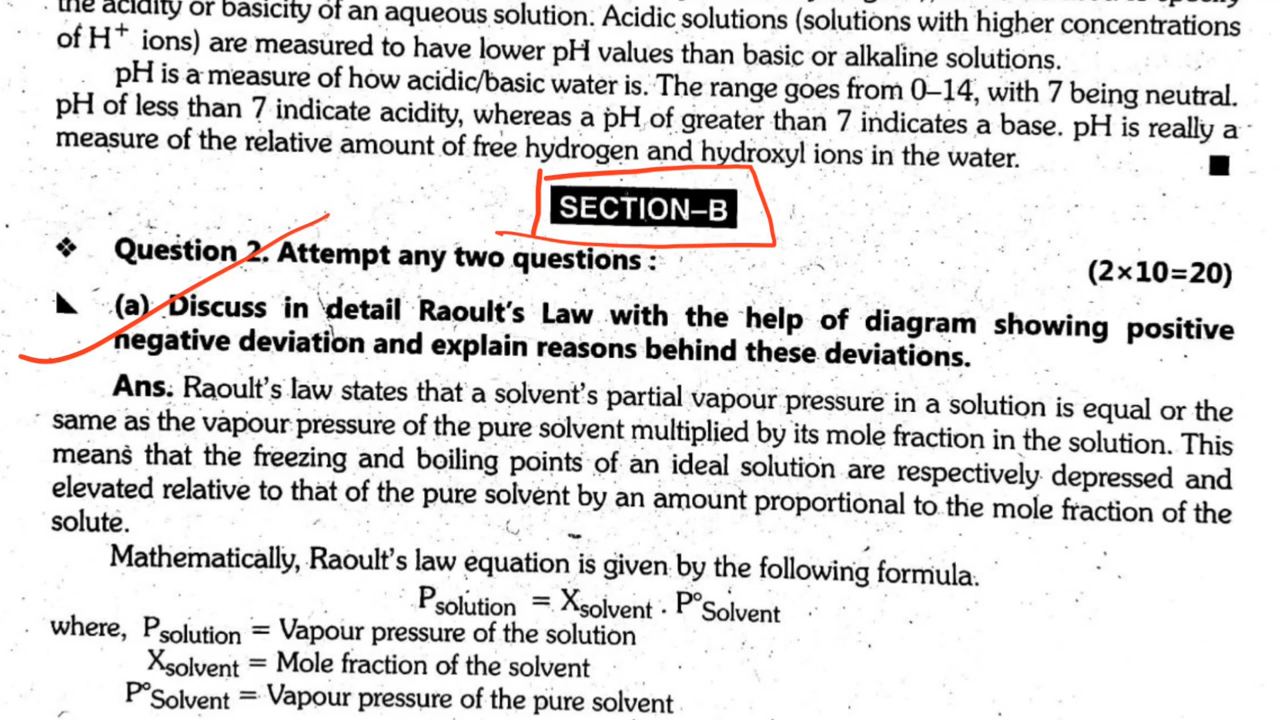 the acidity or basicity of an aqueous solution. Acidic solutions (solutions with higher concentrations
of H⁺ ions) are measured to have lower pH values than basic or alkaline solutions.
pH is a measure of how acidic/basic water is. The range goes from 0–14, with 7 being neutral.
pH of less than 7 indicate acidity, whereas a pH of greater than 7 indicates a base. pH is really a
measure of the relative amount of free hydrogen and hydroxyl ions in the water. ■
SECTION–B
❖ Question 2. Attempt any two questions : (2×10=20)
◣ (a) Discuss in detail Raoult's Law with the help of diagram showing positive
negative deviation and explain reasons behind these deviations.
Ans. Raoult's law states that a solvent's partial vapour pressure in a solution is equal or the
same as the vapour pressure of the pure solvent multiplied by its mole fraction in the solution. This
means that the freezing and boiling points of an ideal solution are respectively depressed and
elevated relative to that of the pure solvent by an amount proportional to the mole fraction of the
solute.
Mathematically, Raoult's law equation is given by the following formula.
Psolution = Xsolvent . P°Solvent
where, Psolution = Vapour pressure of the solution
Xsolvent = Mole fraction of the solvent
P°Solvent = Vapour pressure of the pure solvent